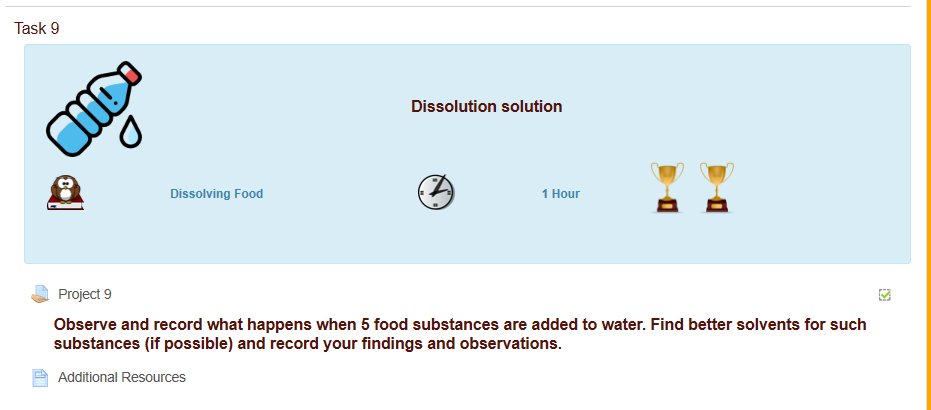 Task 9
Dissolution solution
Dissolving Food
1 Hour
Project 9
Observe and record what happens when 5 food substances are added to water. Find better solvents for such
substances (if possible) and record your findings and observations.
Additional Resources